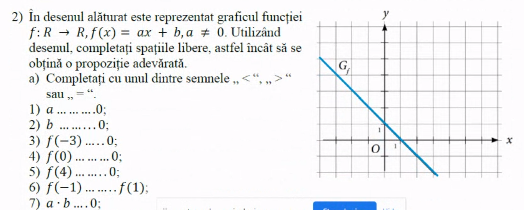 2) În desenul alăturat este reprezentat graficul funcției
f: R → R, f(x) = ax + b, a ≠ 0. Utilizând
desenul, completați spațiile libere, astfel încât să se
obțină o propoziție adevărată.
a) Completați cu unul dintre semnele „ < “, „ > “
sau „ = “.
1) a ... ... ... .0;
2) b ... ... . . . 0;
3) f(−3) ... . . 0;
4) f(0) ... ... ... 0;
5) f(4) ... ... . . 0;
6) f(−1) ... ... . . f(1);
7) a · b ... . 0;
y
G_f
1
O
1
x